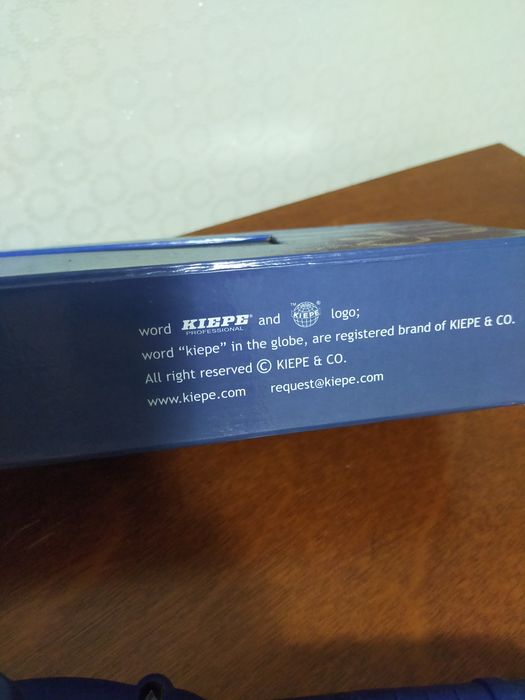 word KIEPE® PROFESSIONAL and ™ KIEPE ® logo;
word "kiepe" in the globe, are registered brand of KIEPE & CO.
All right reserved © KIEPE & CO.
www.kiepe.com request@kiepe.com